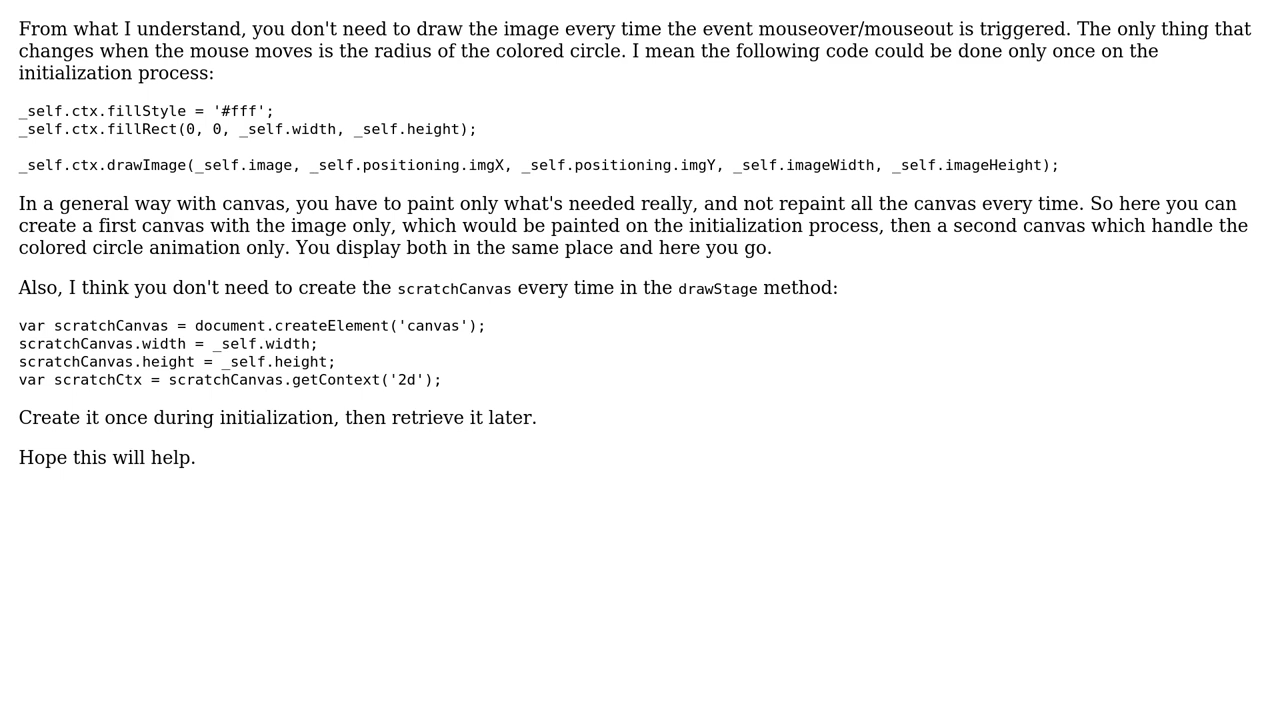 From what I understand, you don't need to draw the image every time the event mouseover/mouseout is triggered. The only thing that
changes when the mouse moves is the radius of the colored circle. I mean the following code could be done only once on the
initialization process:
_self.ctx.fillStyle = '#fff';
_self.ctx.fillRect(0, 0, _self.width, _self.height);
_self.ctx.drawImage(_self.image, _self.positioning.imgX, _self.positioning.imgY, _self.imageWidth, _self.imageHeight);
In a general way with canvas, you have to paint only what's needed really, and not repaint all the canvas every time. So here you can
create a first canvas with the image only, which would be painted on the initialization process, then a second canvas which handle the
colored circle animation only. You display both in the same place and here you go.
Also, I think you don't need to create the scratchCanvas every time in the drawStage method:
var scratchCanvas = document.createElement('canvas');
scratchCanvas.width = _self.width;
scratchCanvas.height = _self.height;
var scratchCtx = scratchCanvas.getContext('2d');
Create it once during initialization, then retrieve it later.
Hope this will help.